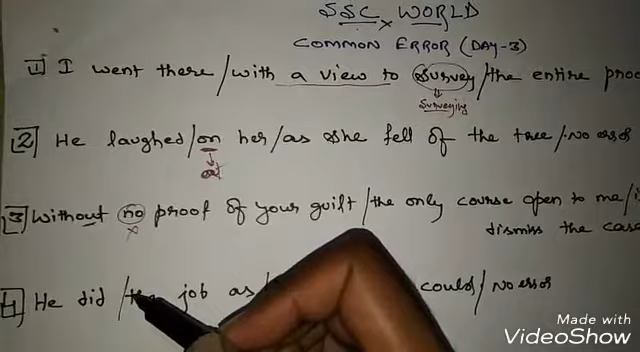 SSC WORLD
COMMON ERROR (DAY-3)
1 I went there / with a view to survey / the entire
surveying
2 He laughed / on her / as she fell of the tree / no error
at
3 Without no proof of your guilt / the only course open to me /
dismiss the case
4 He did / the job as / could / No error
Made with
VideoShow